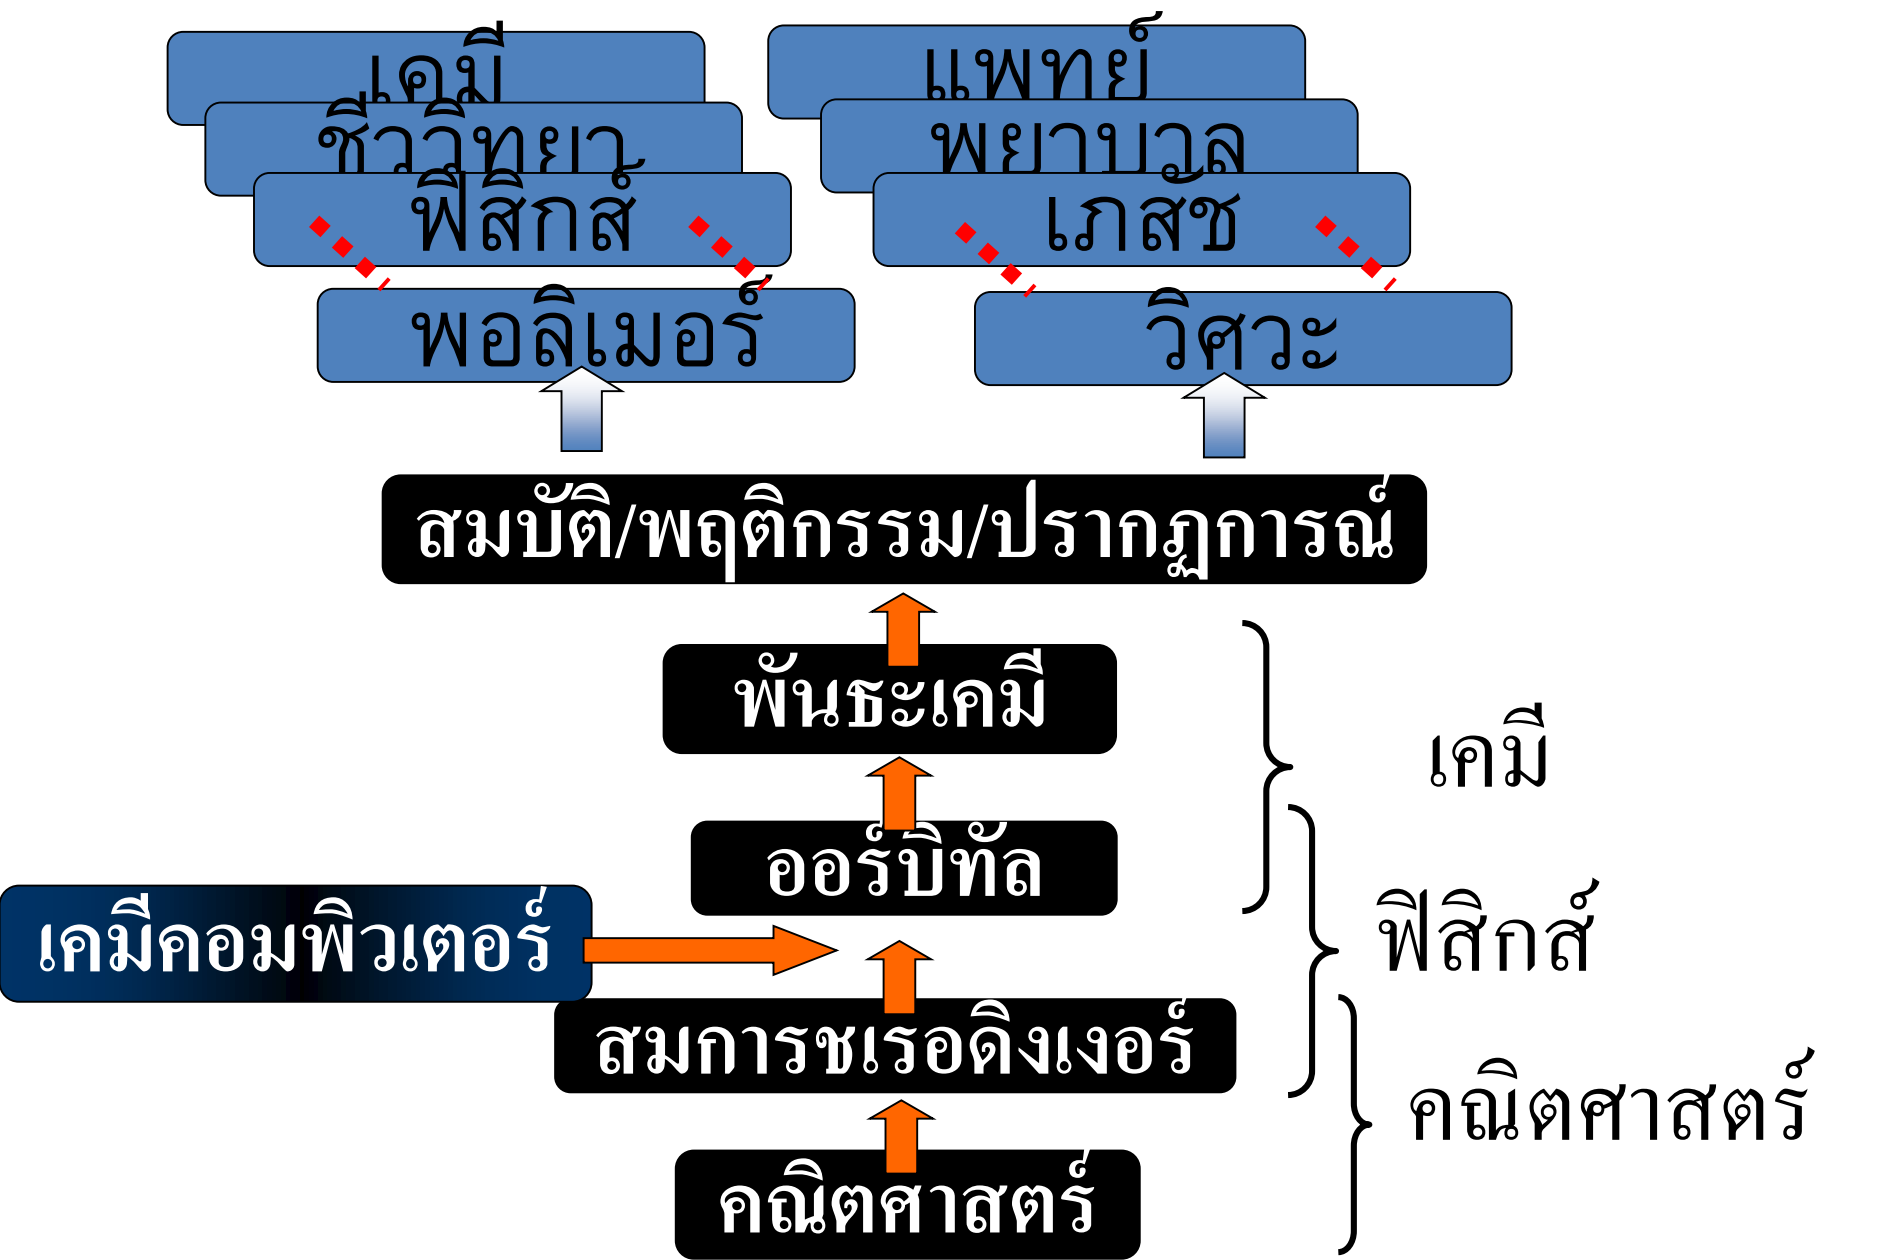 เคมี
ชีววิทยา
ฟิสิกส์
พอลิเมอร์
แพทย์
พยาบาล
เภสัช
วิศวะ
สมบัติ/พฤติกรรม/ปรากฏการณ์
พันธะเคมี
ออร์บิทัล
เคมีคอมพิวเตอร์
สมการชเรอดิงเงอร์
คณิตศาสตร์
เคมี
ฟิสิกส์
คณิตศาสตร์